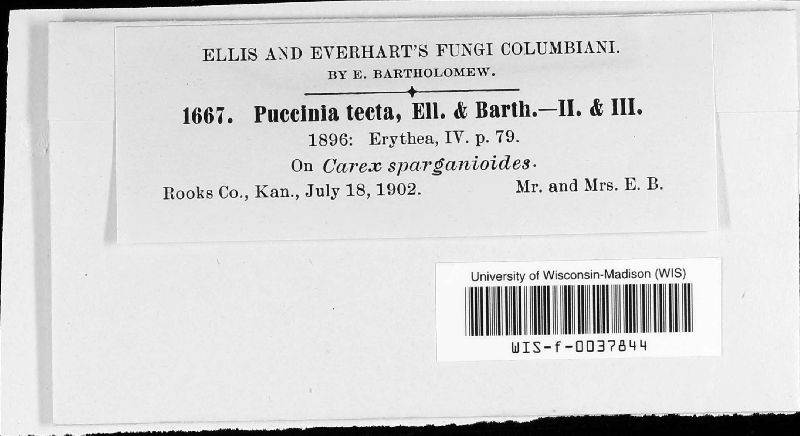 ELLIS AND EVERHART'S FUNGI COLUMBIANI.
BY E. BARTHOLOMEW.
1667. Puccinia tecta, Ell. & Barth.—II. & III.
1896: Erythea, IV. p. 79.
On Carex sparganioides.
Rooks Co., Kan., July 18, 1902. Mr. and Mrs. E. B.
University of Wisconsin-Madison (WIS)
WIS-f-0037844